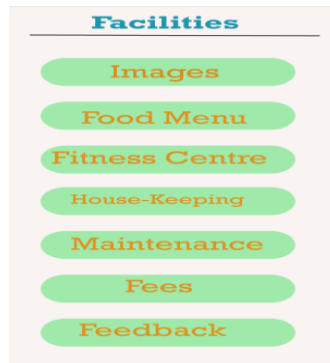 Facilities
Images
Food Menu
Fitness Centre
House-Keeping
Maintenance
Fees
Feedback